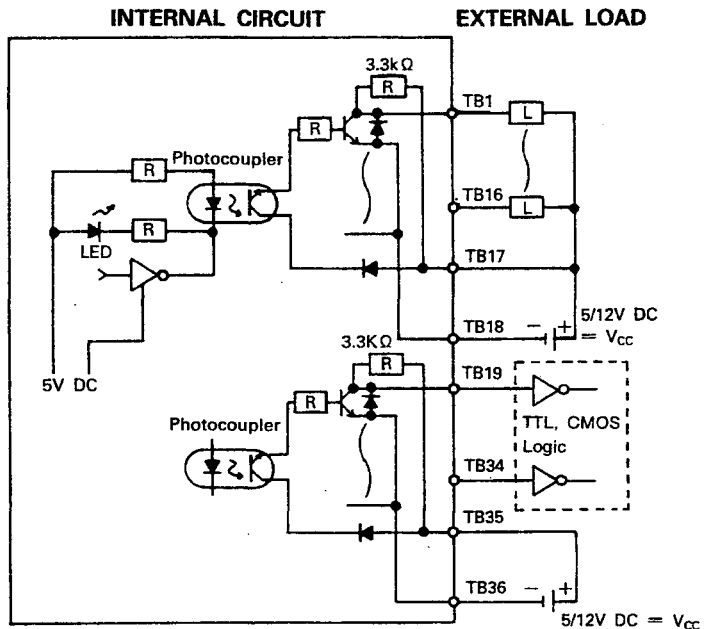 INTERNAL CIRCUIT
EXTERNAL LOAD
3.3kΩ
R
TB1
L
R
Photocoupler
R
TB16
L
LED
R
TB17
5/12V DC
= Vcc
TB18
− +
5V DC
3.3KΩ
R
TB19
R
TTL, CMOS
Logic
Photocoupler
TB34
TB35
TB36
− +
5/12V DC = Vcc